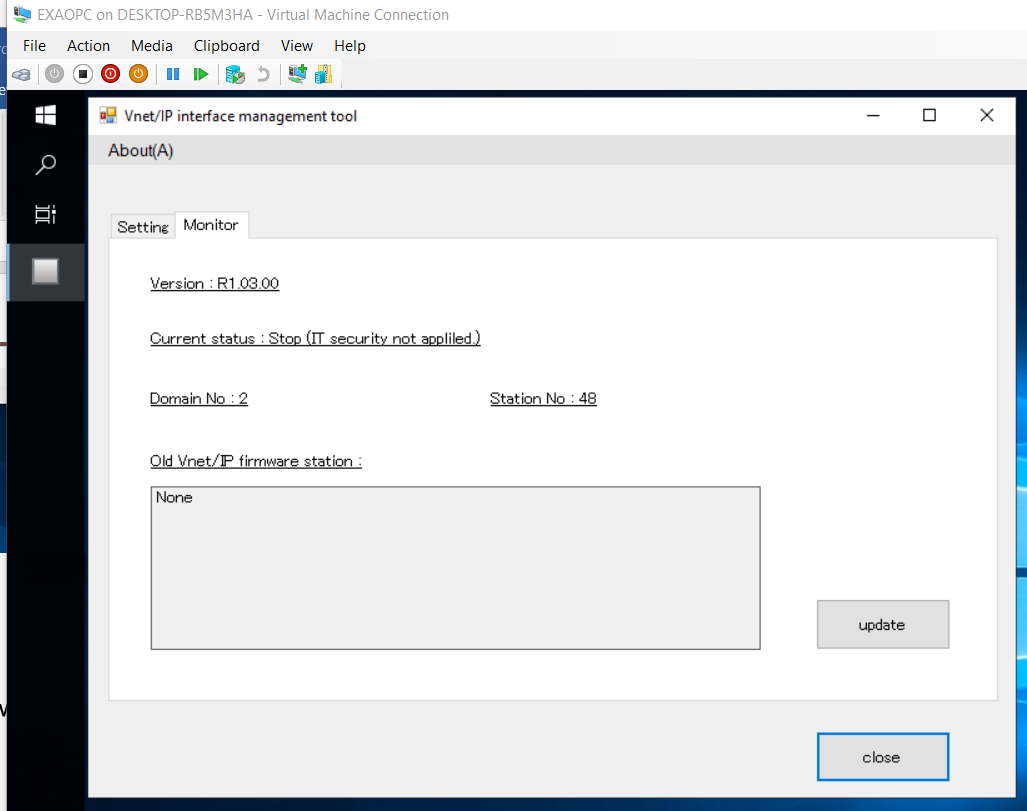 EXAOPC on DESKTOP-RB5M3HA - Virtual Machine Connection
File Action Media Clipboard View Help
Vnet/IP interface management tool
About(A)
Setting Monitor
Version : R1.03.00
Current status : Stop (IT security not appliled.)
Domain No : 2 Station No : 48
Old Vnet/IP firmware station :
None
update
close